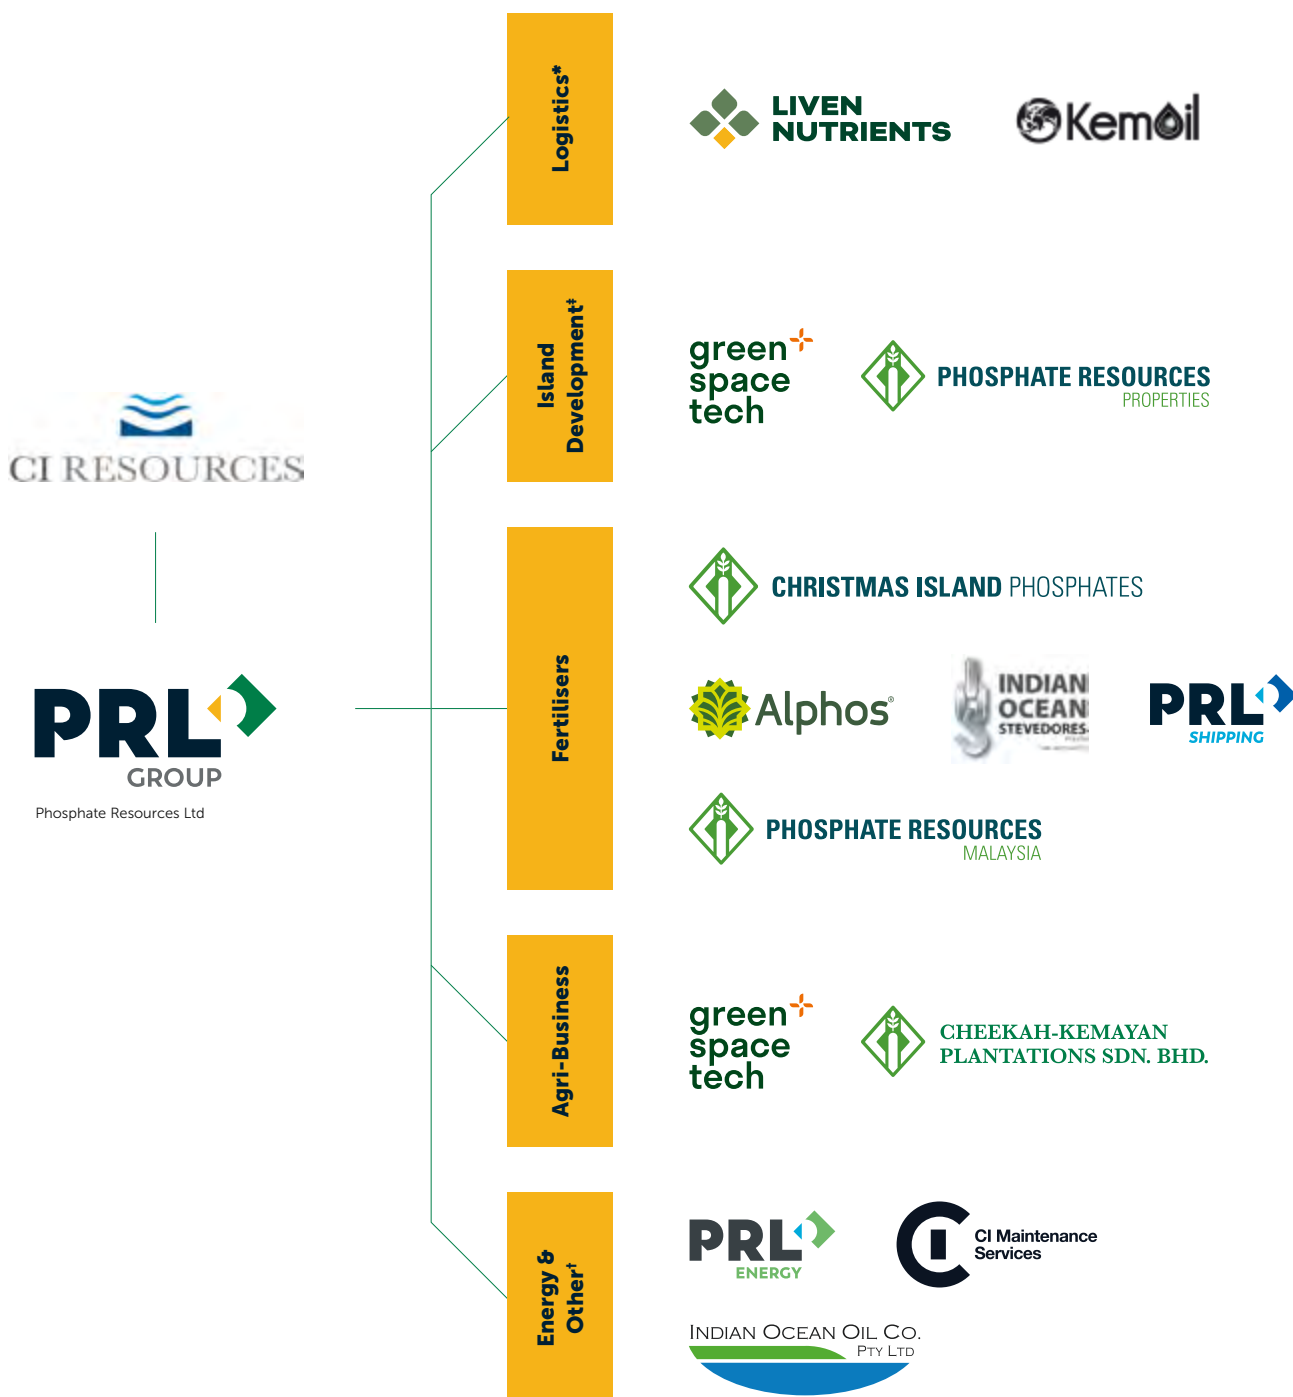 CI RESOURCES
PRL
GROUP
Phosphate Resources Ltd
Logistics*
LIVEN
NUTRIENTS
Kemoil
Island
Development‡
green
space
tech
PHOSPHATE RESOURCES
PROPERTIES
Fertilisers
CHRISTMAS ISLAND PHOSPHATES
Alphos®
INDIAN
OCEAN
STEVEDORES
PRL
SHIPPING
PHOSPHATE RESOURCES
MALAYSIA
Agri-Business
green
space
tech
CHEEKAH-KEMAYAN
PLANTATIONS SDN. BHD.
Energy &
Other†
PRL
ENERGY
CI Maintenance
Services
INDIAN OCEAN OIL CO.
PTY LTD